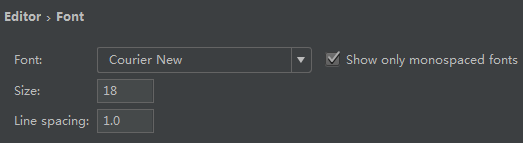 Editor › Font
Font: Courier New Show only monospaced fonts
Size: 18
Line spacing: 1.0